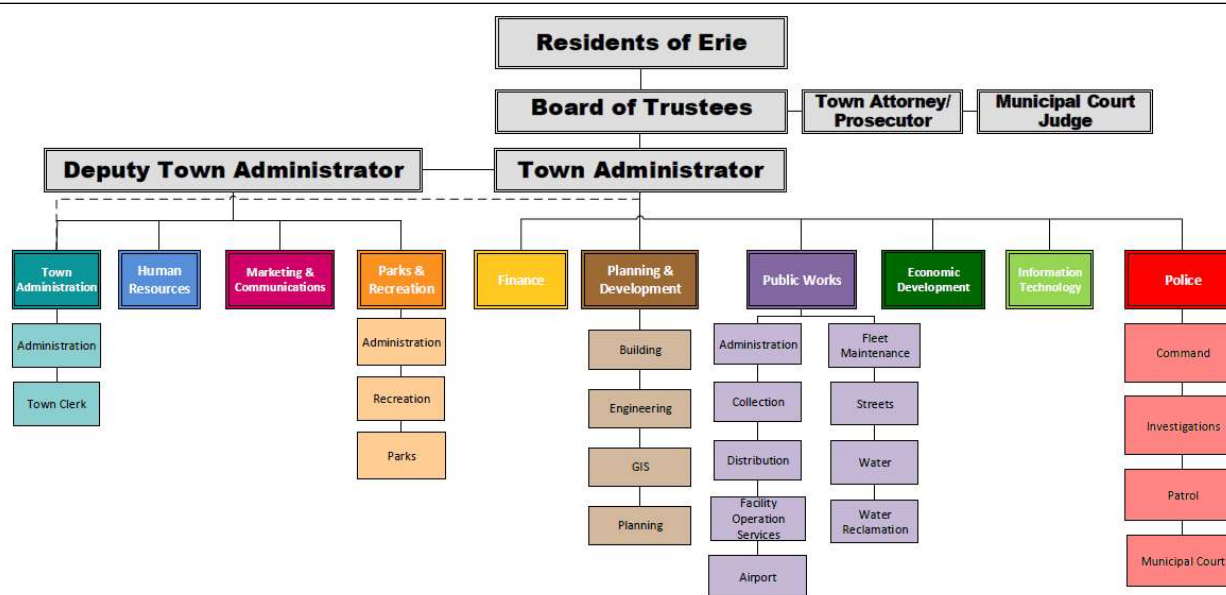 Residents of Erie
Board of Trustees
Town Attorney/
Prosecutor
Municipal Court
Judge
Deputy Town Administrator
Town Administrator
Town
Administration
Human
Resources
Marketing &
Communications
Parks &
Recreation
Finance
Planning &
Development
Public Works
Economic
Development
Information
Technology
Police
Administration
Town Clerk
Administration
Recreation
Parks
Building
Engineering
GIS
Planning
Administration
Collection
Distribution
Facility
Operation
Services
Airport
Fleet
Maintenance
Streets
Water
Water
Reclamation
Command
Investigations
Patrol
Municipal Court